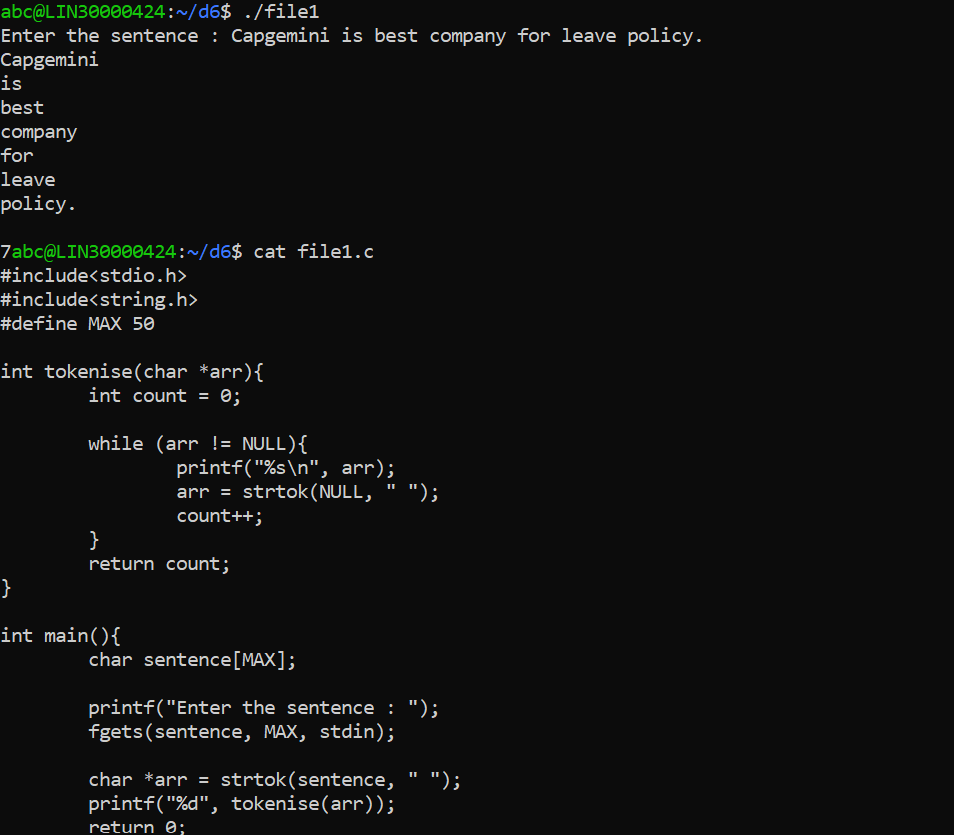 abc@LIN30000424:~/d6$ ./file1
Enter the sentence : Capgemini is best company for leave policy.
Capgemini
is
best
company
for
leave
policy.

7abc@LIN30000424:~/d6$ cat file1.c
#include<stdio.h>
#include<string.h>
#define MAX 50

int tokenise(char *arr){
        int count = 0;

        while (arr != NULL){
                printf("%s\n", arr);
                arr = strtok(NULL, " ");
                count++;
        }
        return count;
}

int main(){
        char sentence[MAX];

        printf("Enter the sentence : ");
        fgets(sentence, MAX, stdin);

        char *arr = strtok(sentence, " ");
        printf("%d", tokenise(arr));
        return 0;